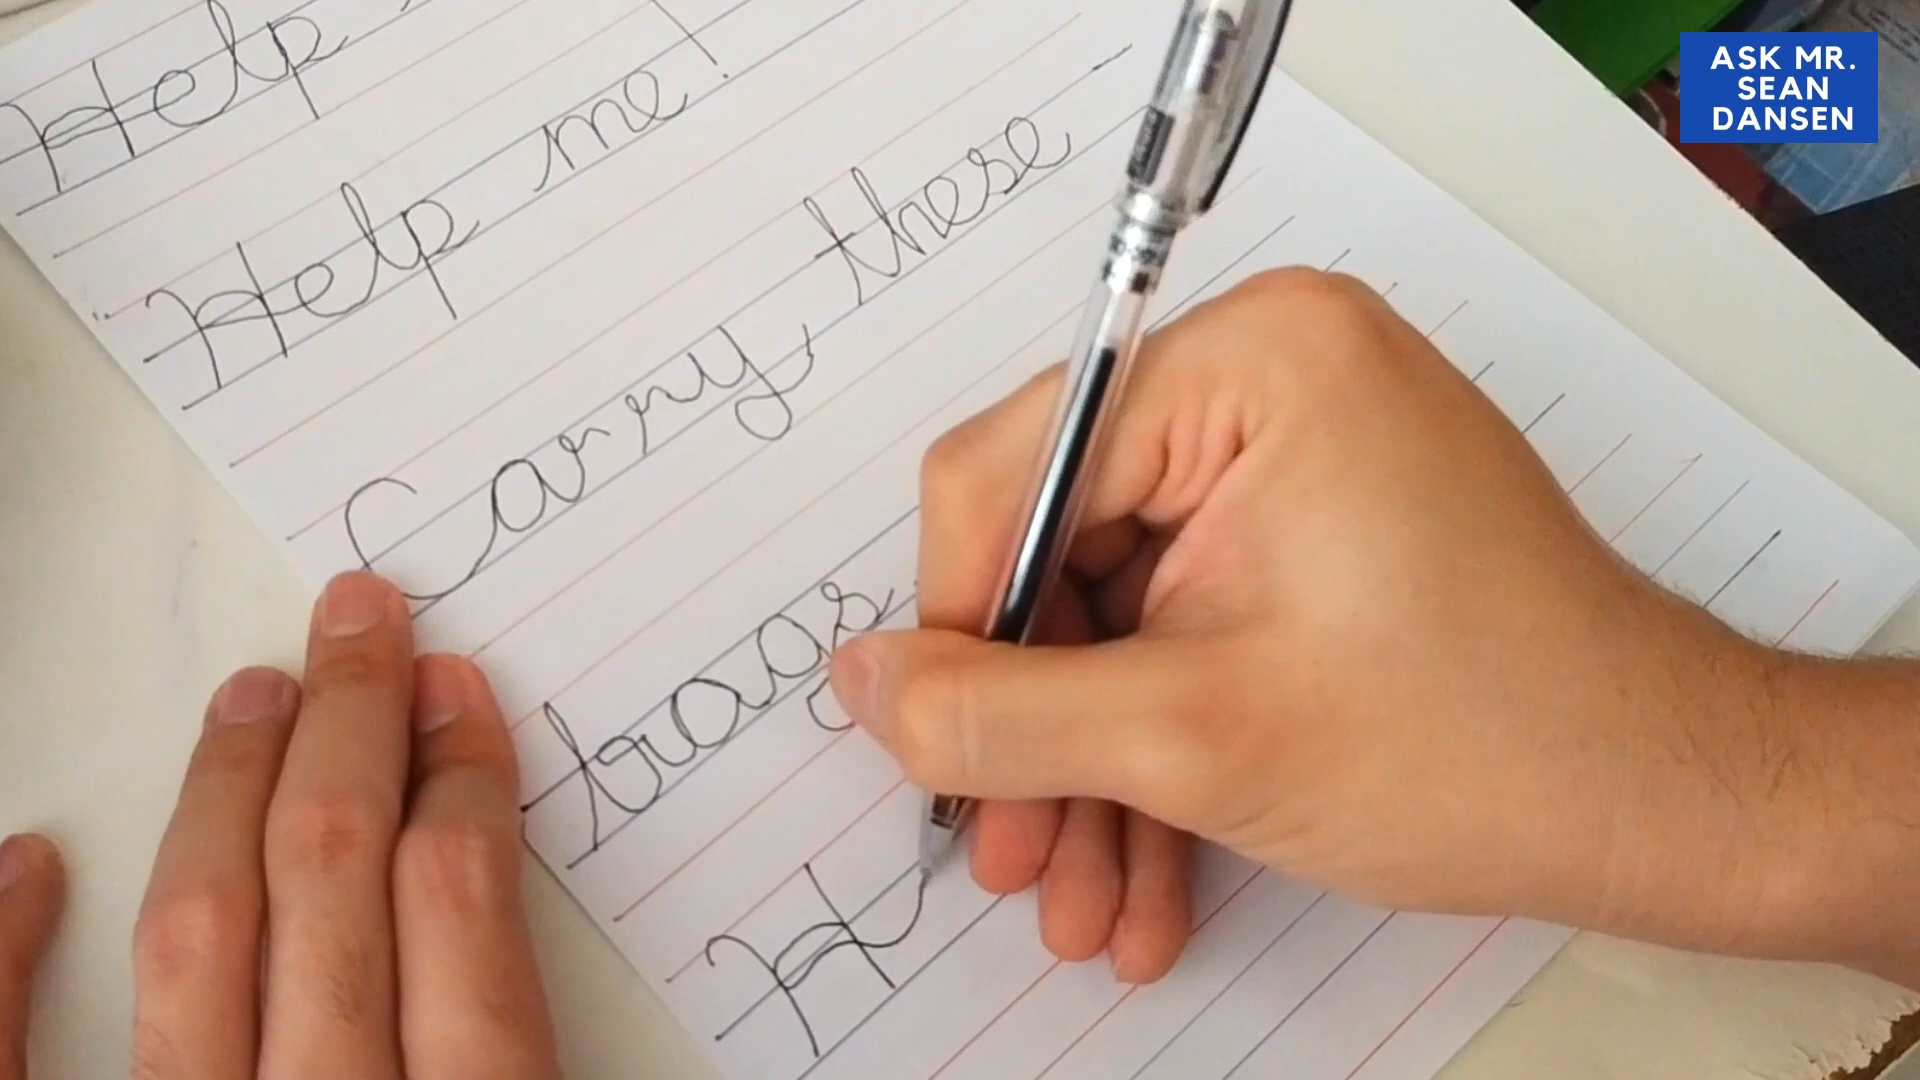 Help
Help me!
Carry these
bags
H
ASK MR.
SEAN
DANSEN